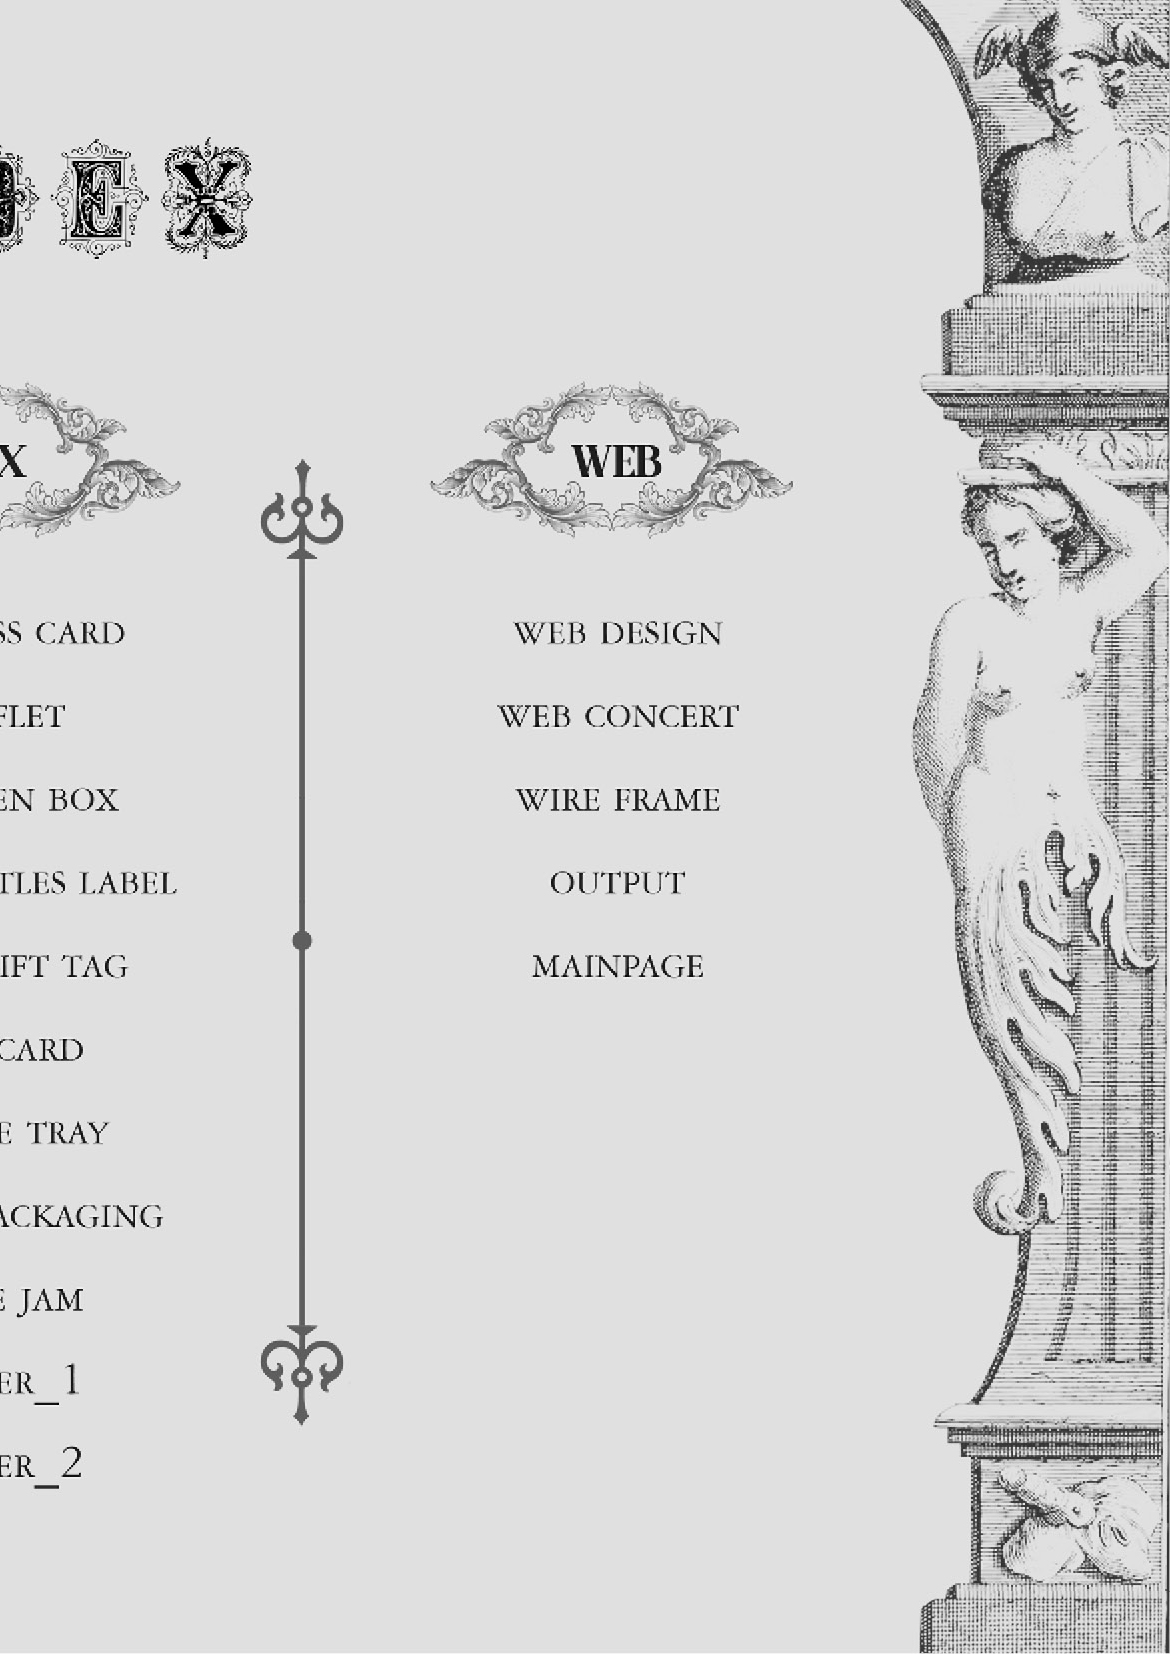 DEX
X
SS CARD
FLET
EN BOX
TLES LABEL
IFT TAG
CARD
E TRAY
ACKAGING
E JAM
ER_1
ER_2
WEB
WEB DESIGN
WEB CONCERT
WIRE FRAME
OUTPUT
MAINPAGE